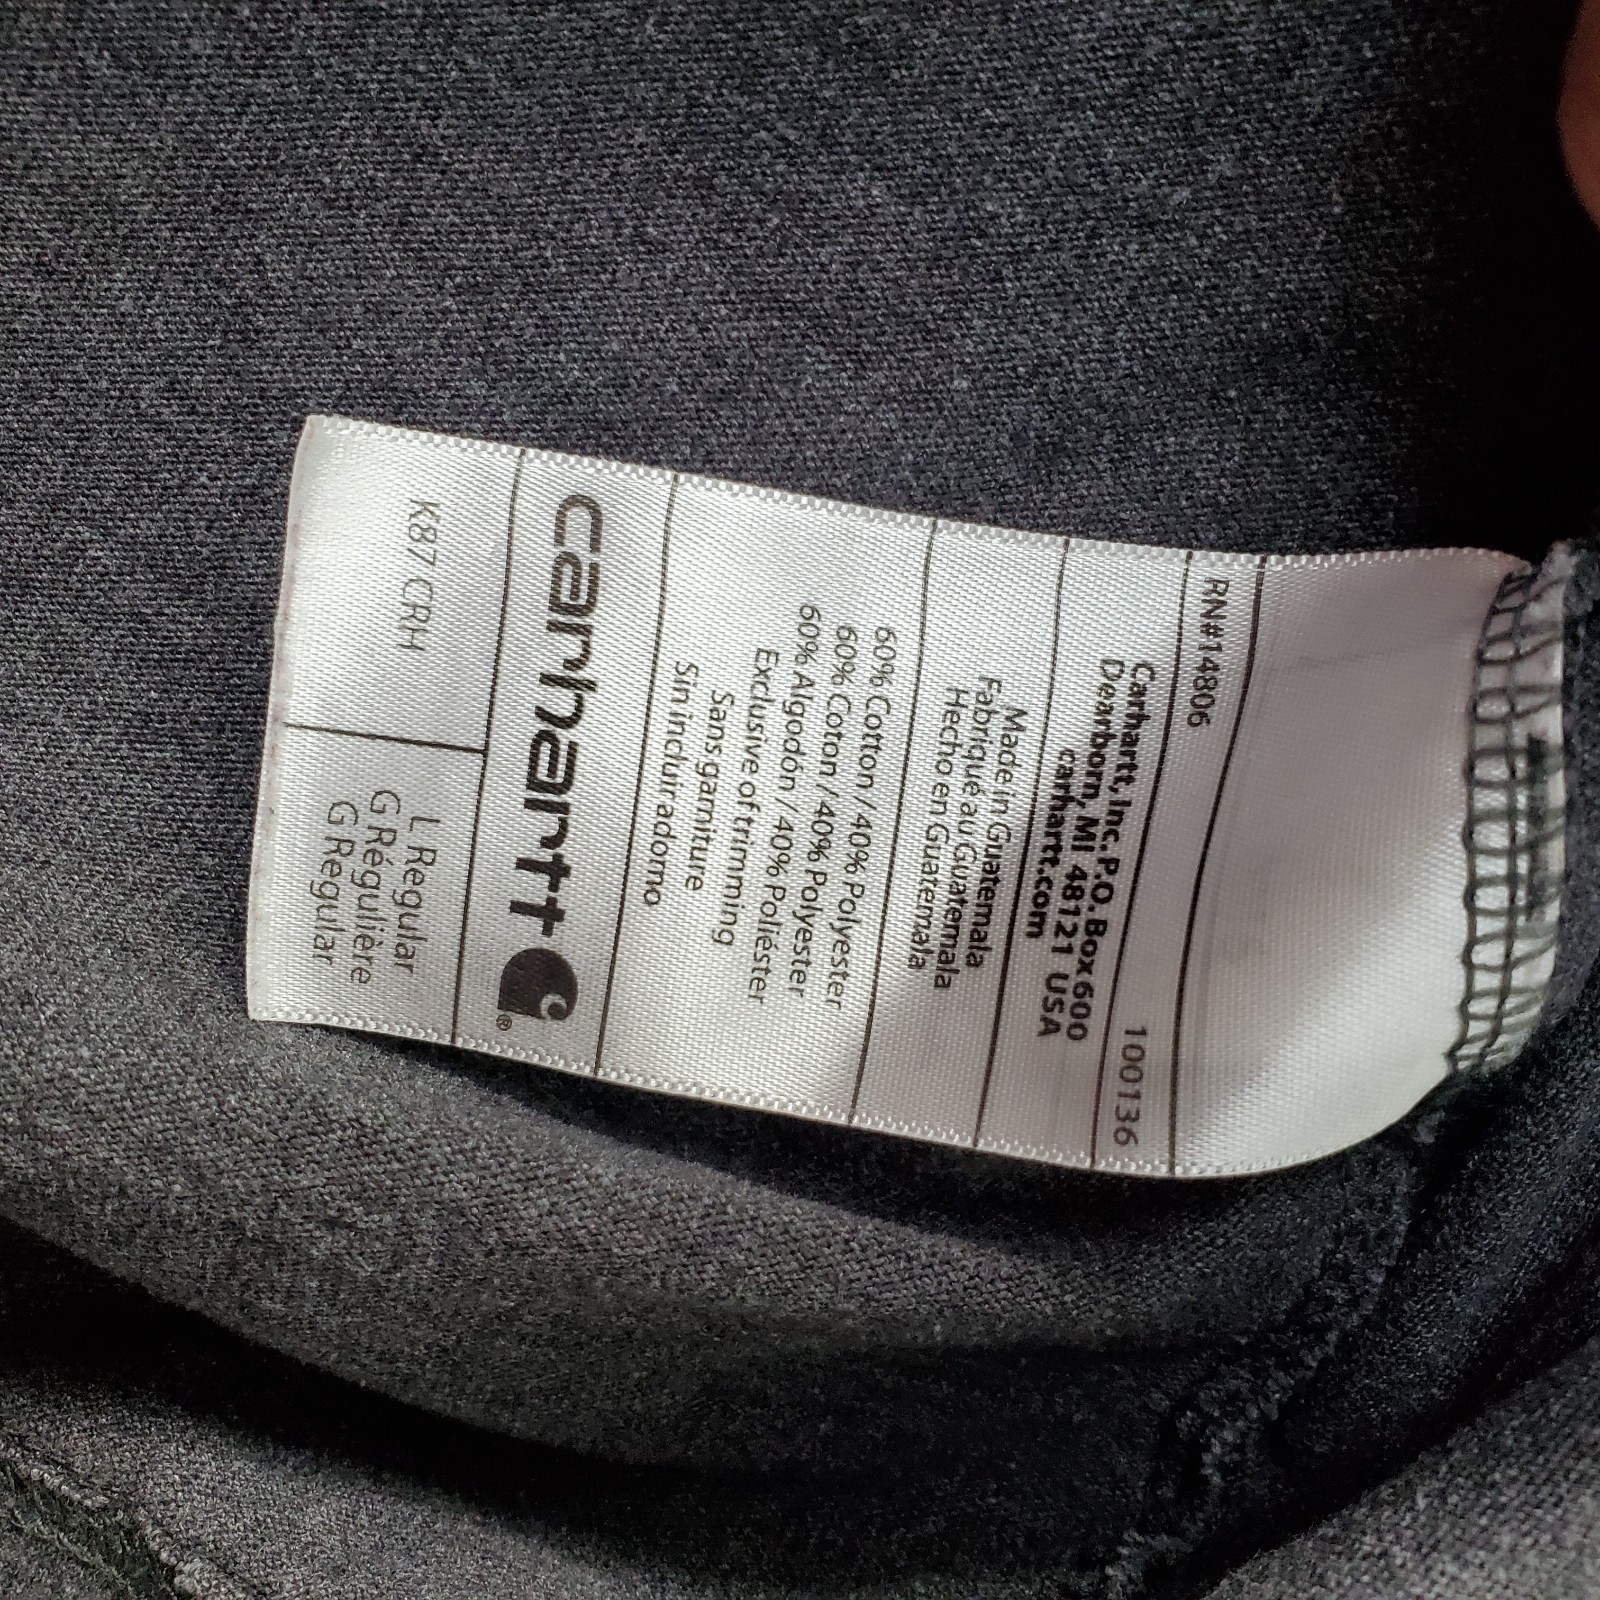 RN#14806 100136
Carhartt, Inc. P.O. Box 600
Dearborn, MI 48121 USA
carhartt.com
Made in Guatemala
Fabriqué au Guatemala
Hecho en Guatemala
60% Cotton / 40% Polyester
60% Coton / 40% Polyester
60% Algodón / 40% Poliéster
Exclusive of trimming
Sans garniture
Sin incluir adorno
carhartt ®
K87 CRH
L Regular
G Régulière
G Regular